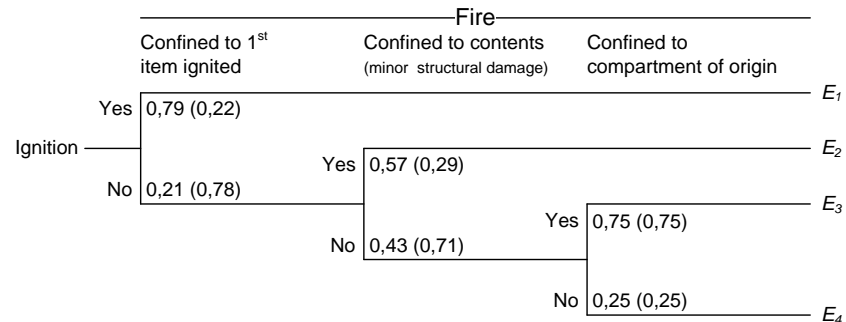 Fire
Confined to 1st
item ignited
Confined to contents
(minor structural damage)
Confined to
compartment of origin
Yes 0,79 (0,22)
E1
Ignition
Yes 0,57 (0,29)
E2
No 0,21 (0,78)
Yes 0,75 (0,75)
E3
No 0,43 (0,71)
No 0,25 (0,25)
E4